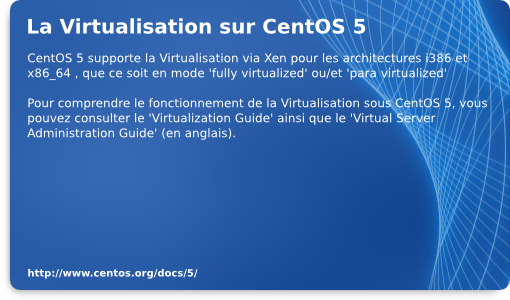 La Virtualisation sur CentOS 5
CentOS 5 supporte la Virtualisation via Xen pour les architectures i386 et
x86_64 , que ce soit en mode 'fully virtualized' ou/et 'para virtualized'
Pour comprendre le fonctionnement de la Virtualisation sous CentOS 5, vous
pouvez consulter le 'Virtualization Guide' ainsi que le 'Virtual Server
Administration Guide' (en anglais).
http://www.centos.org/docs/5/